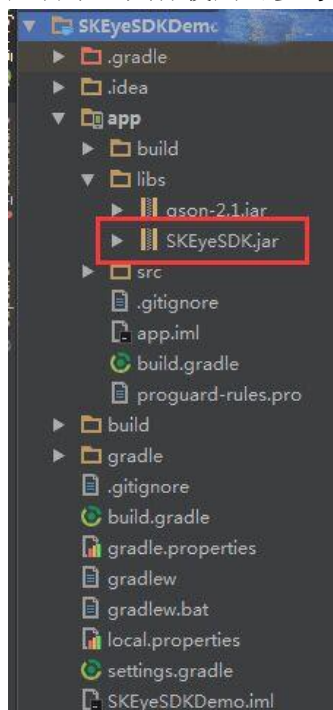 SKEyeSDKDemo
.gradle
.idea
app
build
libs
gson-2.1.jar
SKEyeSDK.jar
src
.gitignore
app.iml
build.gradle
proguard-rules.pro
build
gradle
.gitignore
build.gradle
gradle.properties
gradlew
gradlew.bat
local.properties
settings.gradle
SKEyeSDKDemo.iml